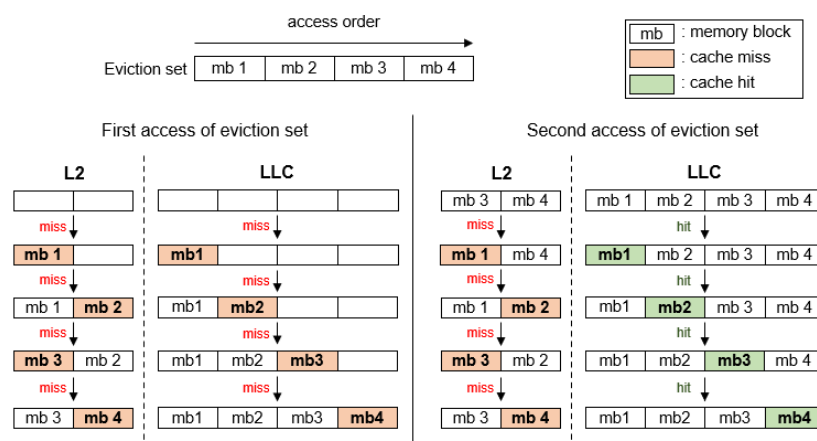 access order
Eviction set mb 1 mb 2 mb 3 mb 4
mb : memory block
: cache miss
: cache hit
First access of eviction set
L2 LLC
miss miss
mb 1 mb1
miss miss
mb 1 mb 2 mb1 mb2
miss miss
mb 3 mb 2 mb1 mb2 mb3
miss miss
mb 3 mb 4 mb1 mb2 mb3 mb4
Second access of eviction set
L2 LLC
mb 3 mb 4 mb 1 mb 2 mb 3 mb 4
miss hit
mb 1 mb 4 mb1 mb 2 mb 3 mb 4
miss hit
mb 1 mb 2 mb1 mb2 mb 3 mb 4
miss hit
mb 3 mb 2 mb1 mb2 mb3 mb 4
miss hit
mb 3 mb 4 mb1 mb2 mb3 mb4